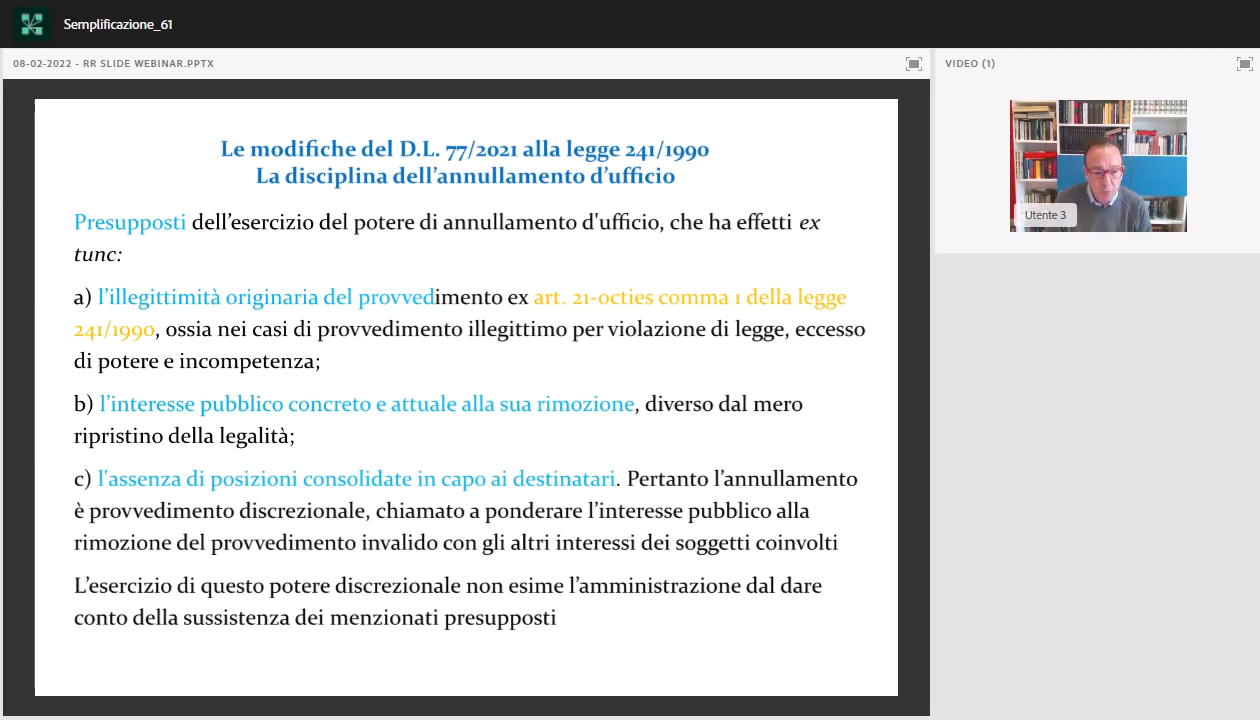 Semplificazione_61
08-02-2022 - RR SLIDE WEBINAR.PPTX
VIDEO (1)
Le modifiche del D.L. 77/2021 alla legge 241/1990
La disciplina dell’annullamento d’ufficio
Presupposti dell’esercizio del potere di annullamento d'ufficio, che ha effetti ex
tunc:
a) l’illegittimità originaria del provvedimento ex art. 21-octies comma 1 della legge
241/1990, ossia nei casi di provvedimento illegittimo per violazione di legge, eccesso
di potere e incompetenza;
b) l’interesse pubblico concreto e attuale alla sua rimozione, diverso dal mero
ripristino della legalità;
c) l'assenza di posizioni consolidate in capo ai destinatari. Pertanto l’annullamento
è provvedimento discrezionale, chiamato a ponderare l’interesse pubblico alla
rimozione del provvedimento invalido con gli altri interessi dei soggetti coinvolti
L’esercizio di questo potere discrezionale non esime l’amministrazione dal dare
conto della sussistenza dei menzionati presupposti
Utente 3